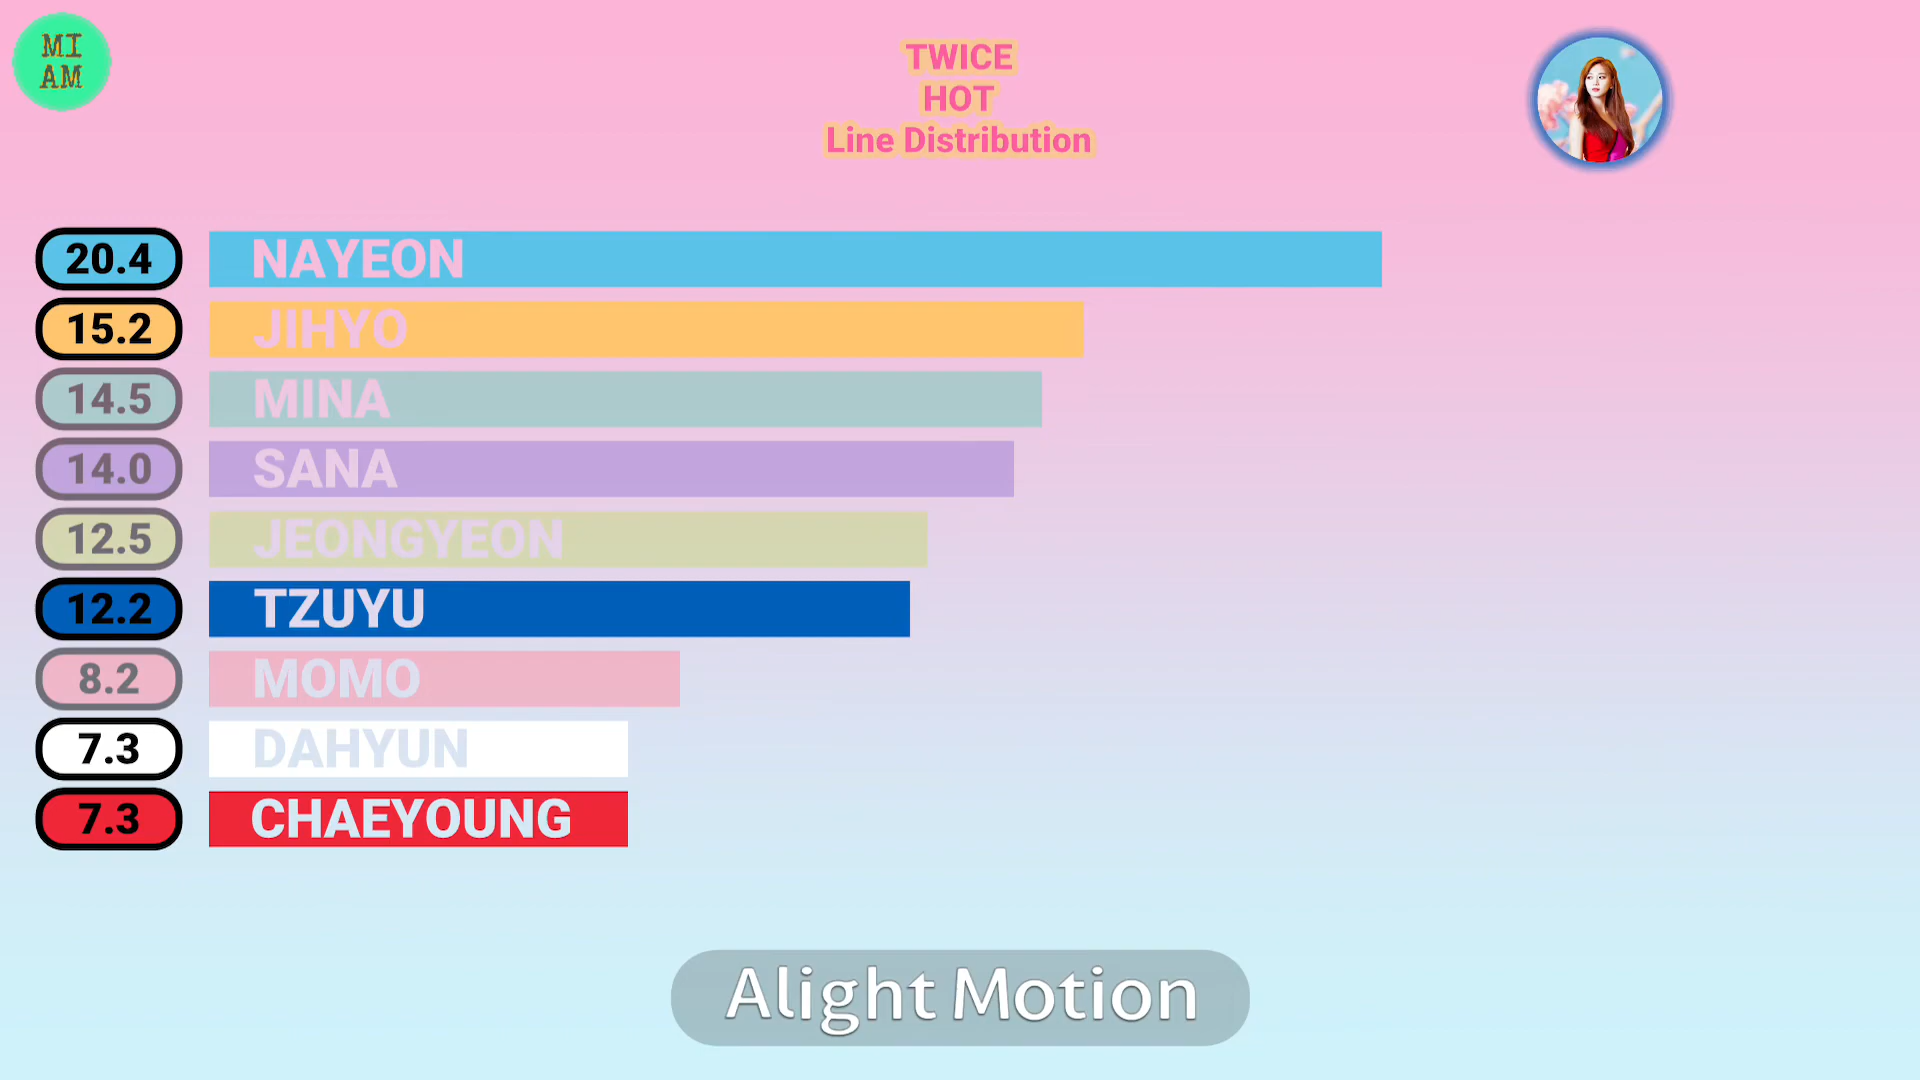 MI
AM
TWICE
HOT
Line Distribution
20.4 NAYEON
15.2 JIHYO
14.5 MINA
14.0 SANA
12.5 JEONGYEON
12.2 TZUYU
8.2 MOMO
7.3 DAHYUN
7.3 CHAEYOUNG
Alight Motion